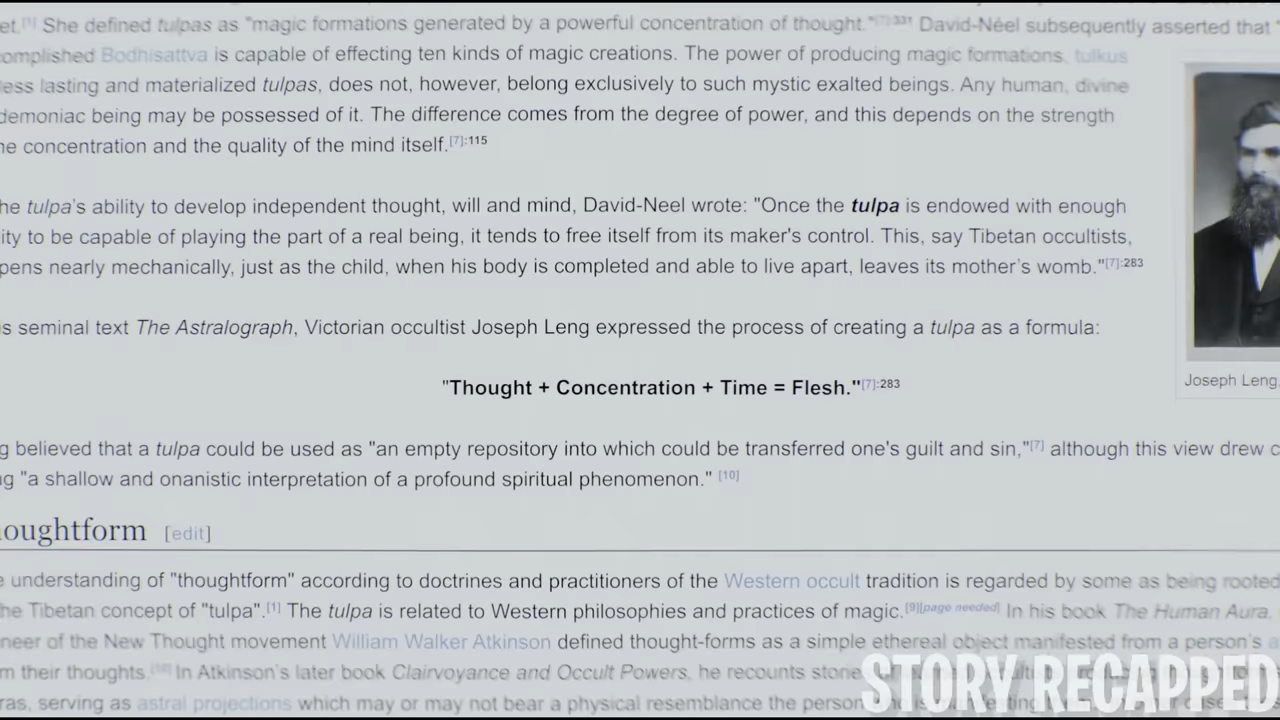 et.[1] She defined tulpas as "magic formations generated by a powerful concentration of thought."[7]:331 David-Néel subsequently asserted that "
omplished Bodhisattva is capable of effecting ten kinds of magic creations. The power of producing magic formations, tulkus
ess lasting and materialized tulpas, does not, however, belong exclusively to such mystic exalted beings. Any human, divine
demoniac being may be possessed of it. The difference comes from the degree of power, and this depends on the strength
he concentration and the quality of the mind itself.[7]:115
he tulpa's ability to develop independent thought, will and mind, David-Neel wrote: "Once the tulpa is endowed with enough
ity to be capable of playing the part of a real being, it tends to free itself from its maker's control. This, say Tibetan occultists,
pens nearly mechanically, just as the child, when his body is completed and able to live apart, leaves its mother's womb."[7]:283
is seminal text The Astralograph, Victorian occultist Joseph Leng expressed the process of creating a tulpa as a formula:
"Thought + Concentration + Time = Flesh."[7]:283
Joseph Leng,
g believed that a tulpa could be used as "an empty repository into which could be transferred one's guilt and sin,"[7] although this view drew c
ng "a shallow and onanistic interpretation of a profound spiritual phenomenon." [10]
houghtform [edit]
e understanding of "thoughtform" according to doctrines and practitioners of the Western occult tradition is regarded by some as being rooted
he Tibetan concept of "tulpa".[1] The tulpa is related to Western philosophies and practices of magic.[9][page needed] In his book The Human Aura,
neer of the New Thought movement William Walker Atkinson defined thought-forms as a simple ethereal object manifested from a person's a
m their thoughts.[10] In Atkinson's later book Clairvoyance and Occult Powers, he recounts
ras, serving as astral projections which may or may not bear a physical resemblance the person
STORY RECAPPED